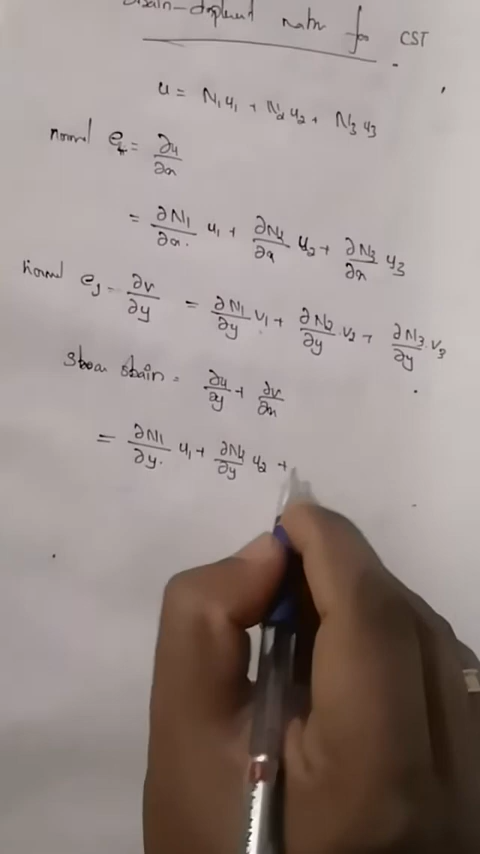 Strain-displacement matrix for CST
u = N₁u₁ + N₂u₂ + N₃u₃
normal eₓ = ∂u/∂x
= ∂N₁/∂x. u₁ + ∂N₂/∂x u₂ + ∂N₃/∂x u₃
normal eᵧ = ∂v/∂y = ∂N₁/∂y v₁ + ∂N₂/∂y . v₂ + ∂N₃/∂y . v₃
Shear strain = ∂u/∂y + ∂v/∂x
= ∂N₁/∂y. u₁ + ∂N₂/∂y u₂ +